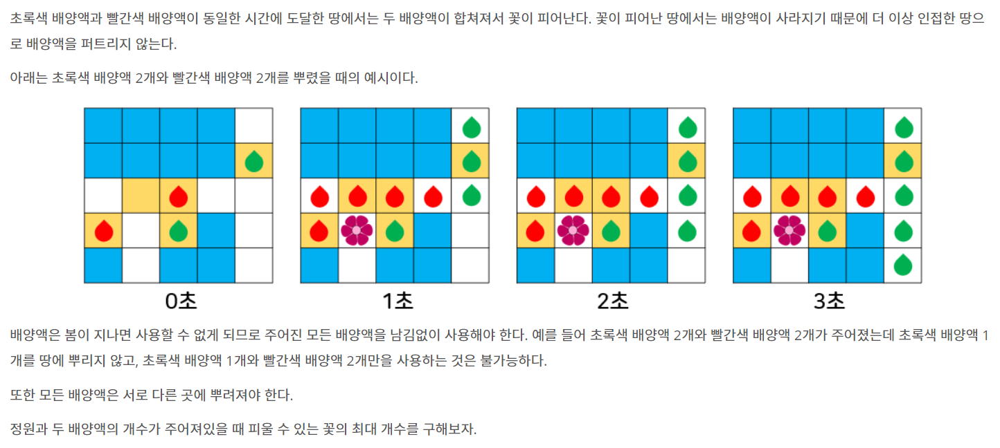 초록색 배양액과 빨간색 배양액이 동일한 시간에 도달한 땅에서는 두 배양액이 합쳐져서 꽃이 피어난다. 꽃이 피어난 땅에서는 배양액이 사라지기 때문에 더 이상 인접한 땅으
로 배양액을 퍼트리지 않는다.
아래는 초록색 배양액 2개와 빨간색 배양액 2개를 뿌렸을 때의 예시이다.
0초 1초 2초 3초
배양액은 봄이 지나면 사용할 수 없게 되므로 주어진 모든 배양액을 남김없이 사용해야 한다. 예를 들어 초록색 배양액 2개와 빨간색 배양액 2개가 주어졌는데 초록색 배양액 1
개를 땅에 뿌리지 않고, 초록색 배양액 1개와 빨간색 배양액 2개만을 사용하는 것은 불가능하다.
또한 모든 배양액은 서로 다른 곳에 뿌려져야 한다.
정원과 두 배양액의 개수가 주어져있을 때 피울 수 있는 꽃의 최대 개수를 구해보자.